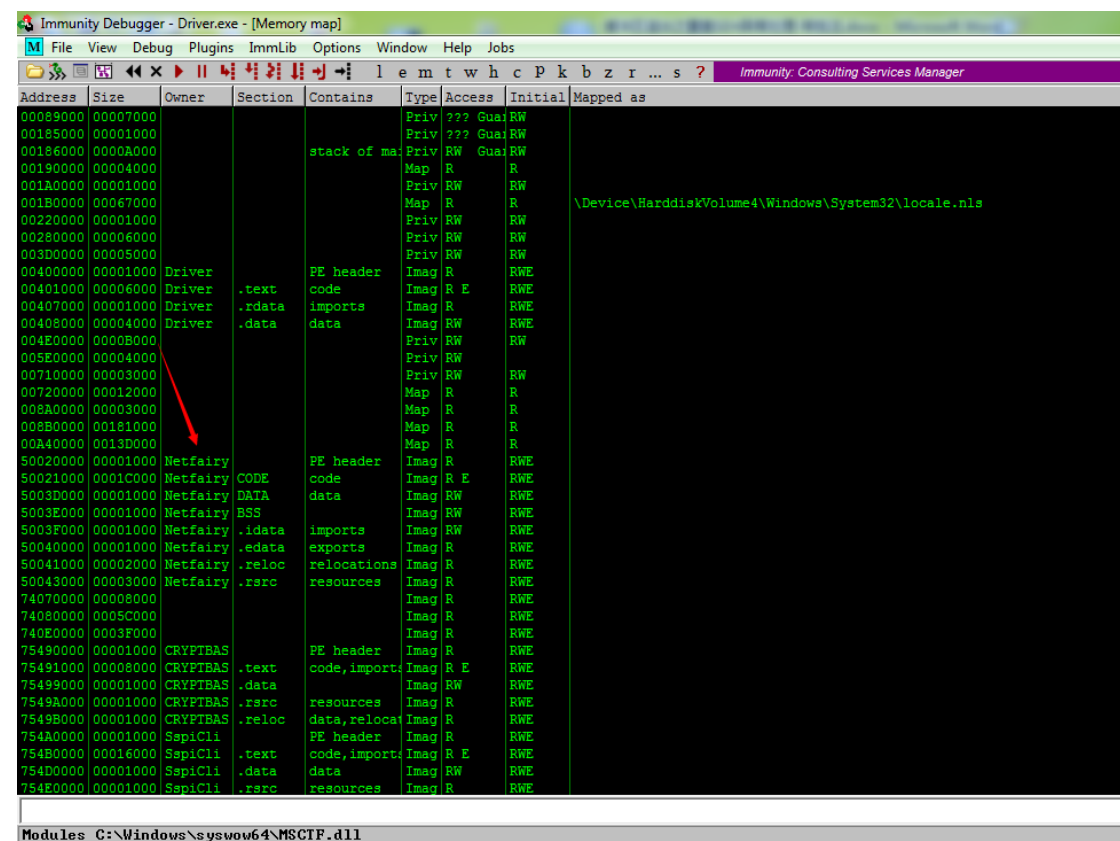 Immunity Debugger - Driver.exe - [Memory map]
M File View Debug Plugins ImmLib Options Window Help Jobs
l e m t w h c P k b z r ... s ? Immunity: Consulting Services Manager
Address Size Owner Section Contains Type Access Initial Mapped as
00089000 00007000 Priv ??? Guar RW
00185000 00001000 Priv ??? Guar RW
00186000 0000A000 stack of ma: Priv RW Guar RW
00190000 00004000 Map R R
001A0000 00001000 Priv RW RW
001B0000 00067000 Map R R \Device\HarddiskVolume4\Windows\System32\locale.nls
00220000 00001000 Priv RW RW
00280000 00006000 Priv RW RW
003D0000 00005000 Priv RW RW
00400000 00001000 Driver PE header Imag R RWE
00401000 00006000 Driver .text code Imag R E RWE
00407000 00001000 Driver .rdata imports Imag R RWE
00408000 00004000 Driver .data data Imag RW RWE
004E0000 0000B000 Priv RW RW
005E0000 00004000 Priv RW
00710000 00003000 Priv RW RW
00720000 00012000 Map R R
008A0000 00003000 Map R R
008B0000 00181000 Map R R
00A40000 0013D000 Map R R
50020000 00001000 Netfairy PE header Imag R RWE
50021000 0001C000 Netfairy CODE code Imag R E RWE
5003D000 00001000 Netfairy DATA data Imag RW RWE
5003E000 00001000 Netfairy BSS Imag RW RWE
5003F000 00001000 Netfairy .idata imports Imag RW RWE
50040000 00001000 Netfairy .edata exports Imag R RWE
50041000 00002000 Netfairy .reloc relocations Imag R RWE
50043000 00003000 Netfairy .rsrc resources Imag R RWE
74070000 00008000 Imag R RWE
74080000 0005C000 Imag R RWE
740E0000 0003F000 Imag R RWE
75490000 00001000 CRYPTBAS PE header Imag R RWE
75491000 00008000 CRYPTBAS .text code,imports Imag R E RWE
75499000 00001000 CRYPTBAS .data Imag RW RWE
7549A000 00001000 CRYPTBAS .rsrc resources Imag R RWE
7549B000 00001000 CRYPTBAS .reloc data,relocat Imag R RWE
754A0000 00001000 SspiCli PE header Imag R RWE
754B0000 00016000 SspiCli .text code,imports Imag R E RWE
754D0000 00001000 SspiCli .data data Imag RW RWE
754E0000 00001000 SspiCli .rsrc resources Imag R RWE
Modules C:\Windows\syswow64\MSCTF.dll